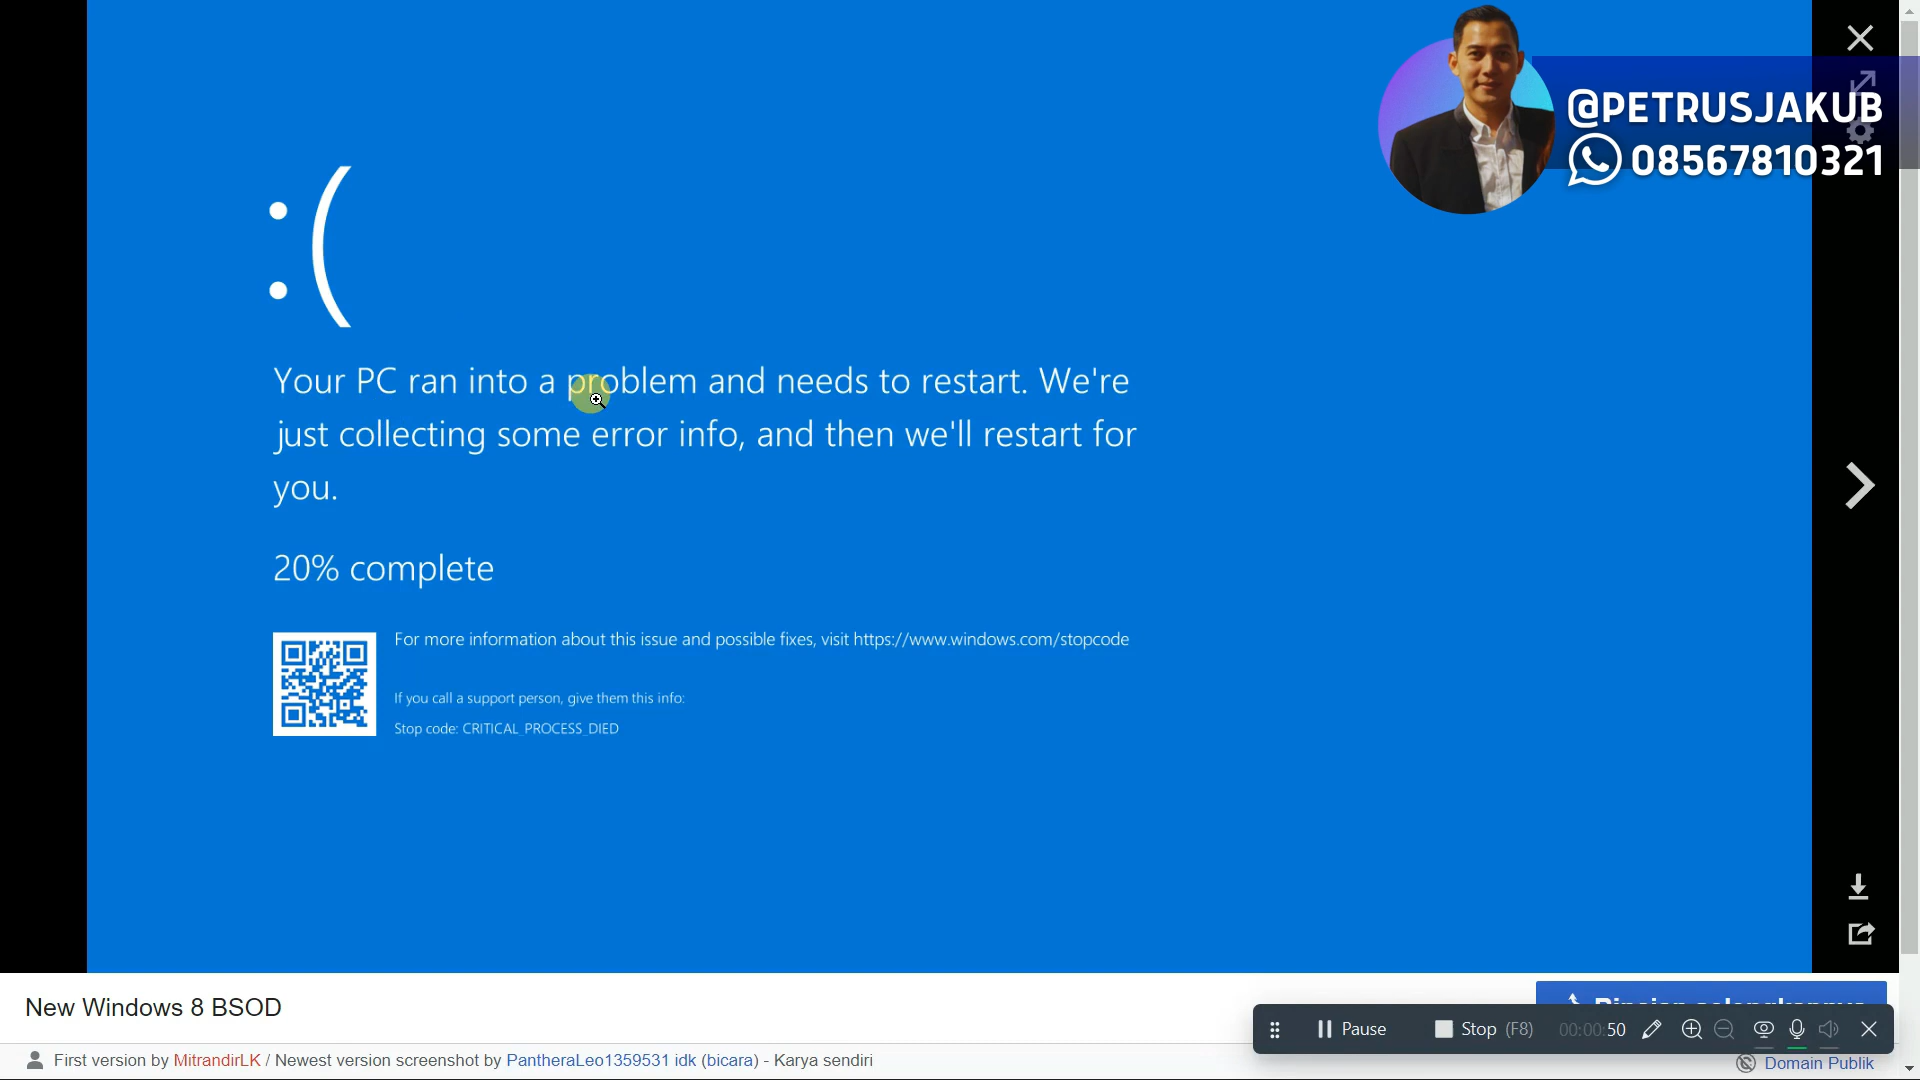 @PETRUSJAKUB
08567810321
:(
Your PC ran into a problem and needs to restart. We're
just collecting some error info, and then we'll restart for
you.
20% complete
For more information about this issue and possible fixes, visit https://www.windows.com/stopcode
If you call a support person, give them this info:
Stop code: CRITICAL_PROCESS_DIED
New Windows 8 BSOD
Pause
Stop (F8)
00:00:50
First version by MitrandirLK / Newest version screenshot by PantheraLeo1359531 idk (bicara) - Karya sendiri
Domain Publik